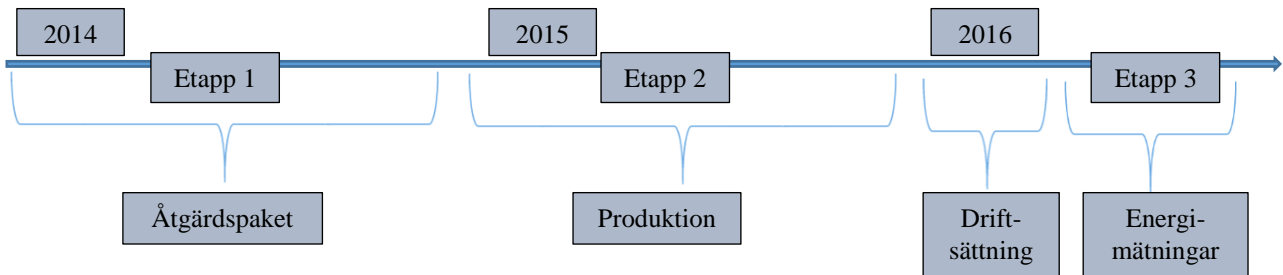 2014
2015
2016
Etapp 1
Etapp 2
Etapp 3
Åtgärdspaket
Produktion
Drift-
sättning
Energi-
mätningar